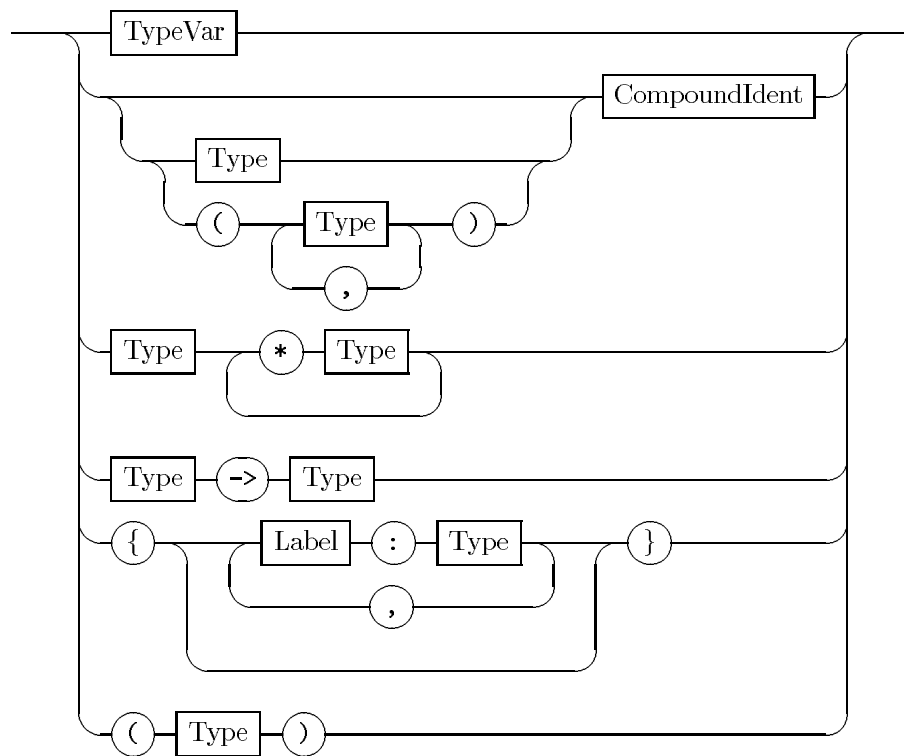 TypeVar
CompoundIdent
Type
( Type )
,
Type * Type
Type -> Type
{ Label : Type }
,
( Type )